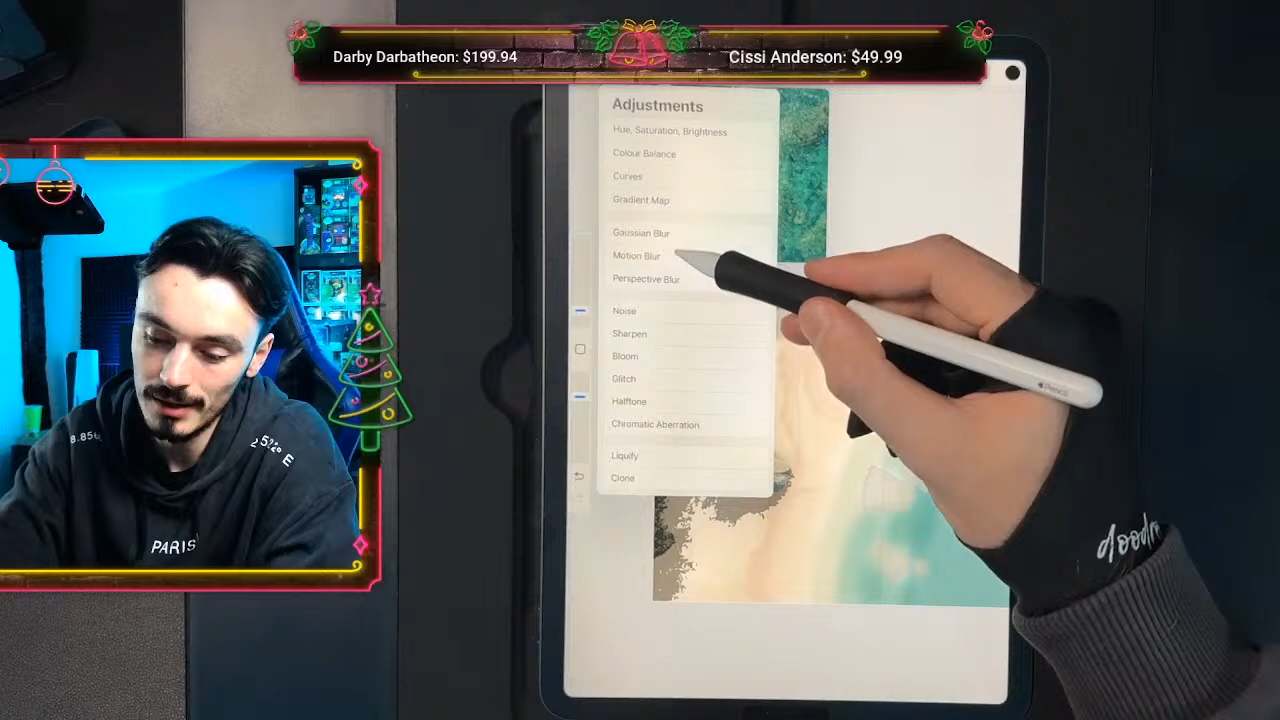 Darby Darbatheon: $199.94
Cissi Anderson: $49.99
Adjustments
Hue, Saturation, Brightness
Colour Balance
Curves
Gradient Map
Gaussian Blur
Motion Blur
Perspective Blur
Noise
Sharpen
Bloom
Glitch
Halftone
Chromatic Aberration
Liquify
Clone
Pencil
PARIS